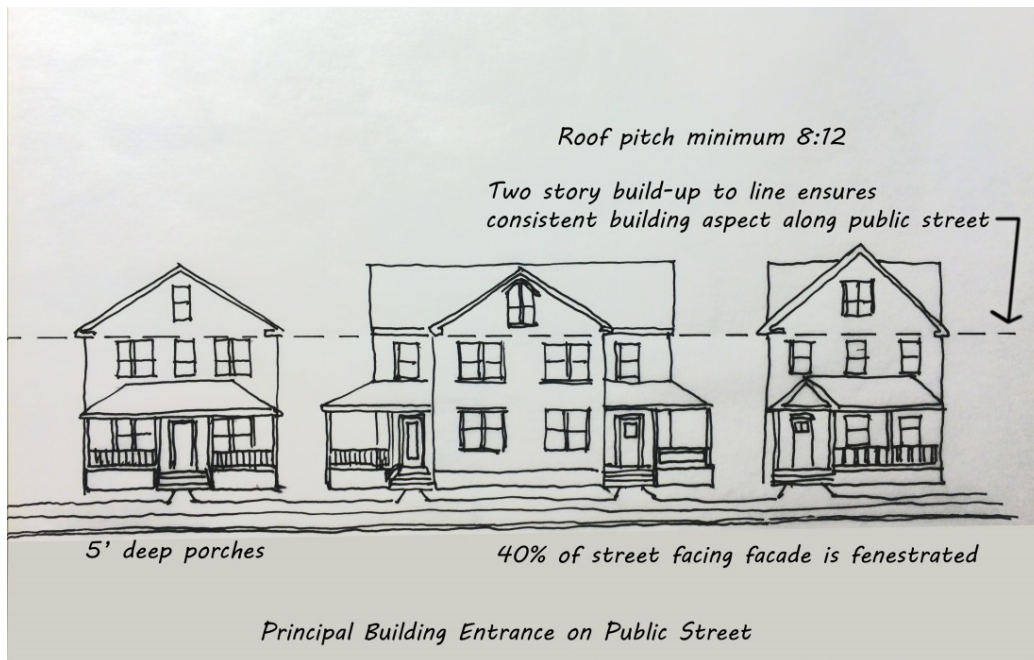 Roof pitch minimum 8:12
Two story build-up to line ensures
consistent building aspect along public street
5' deep porches
40% of street facing facade is fenestrated
Principal Building Entrance on Public Street